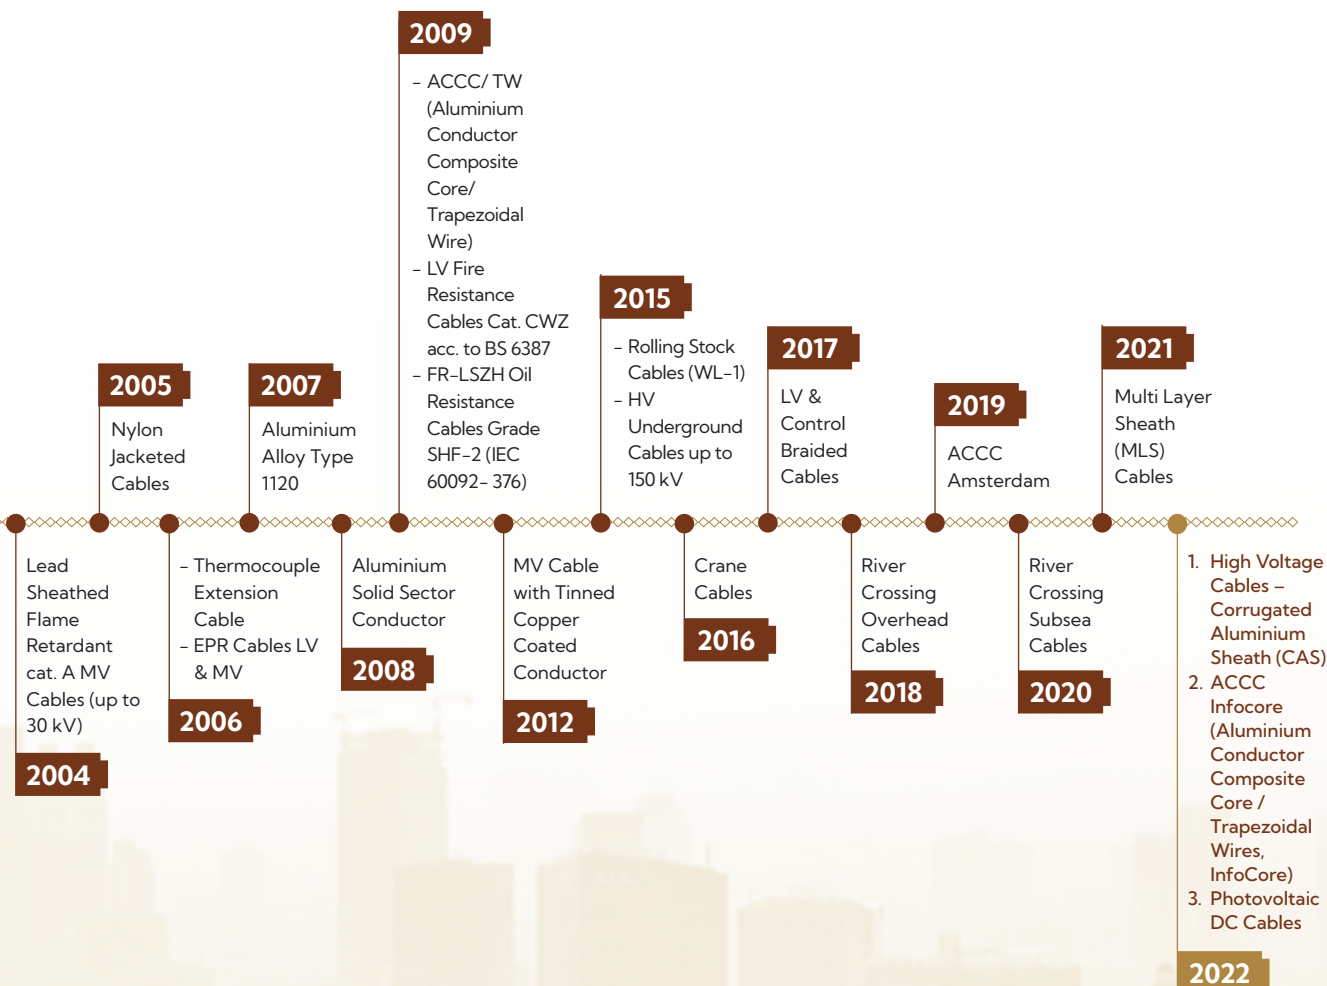 2009
– ACCC/ TW
(Aluminium
Conductor
Composite
Core/
Trapezoidal
Wire)
– LV Fire
Resistance
Cables Cat. CWZ
acc. to BS 6387
– FR-LSZH Oil
Resistance
Cables Grade
SHF-2 (IEC
60092- 376)
2015
– Rolling Stock
Cables (WL-1)
– HV
Underground
Cables up to
150 kV
2017
LV &
Control
Braided
Cables
2021
Multi Layer
Sheath
(MLS)
Cables
2005
Nylon
Jacketed
Cables
2007
Aluminium
Alloy Type
1120
2019
ACCC
Amsterdam
Lead
Sheathed
Flame
Retardant
cat. A MV
Cables (up to
30 kV)
2004
– Thermocouple
Extension
Cable
– EPR Cables LV
& MV
2006
Aluminium
Solid Sector
Conductor
2008
MV Cable
with Tinned
Copper
Coated
Conductor
2012
Crane
Cables
2016
River
Crossing
Overhead
Cables
2018
River
Crossing
Subsea
Cables
2020
1. High Voltage
Cables –
Corrugated
Aluminium
Sheath (CAS)
2. ACCC
Infocore
(Aluminium
Conductor
Composite
Core /
Trapezoidal
Wires,
InfoCore)
3. Photovoltaic
DC Cables
2022